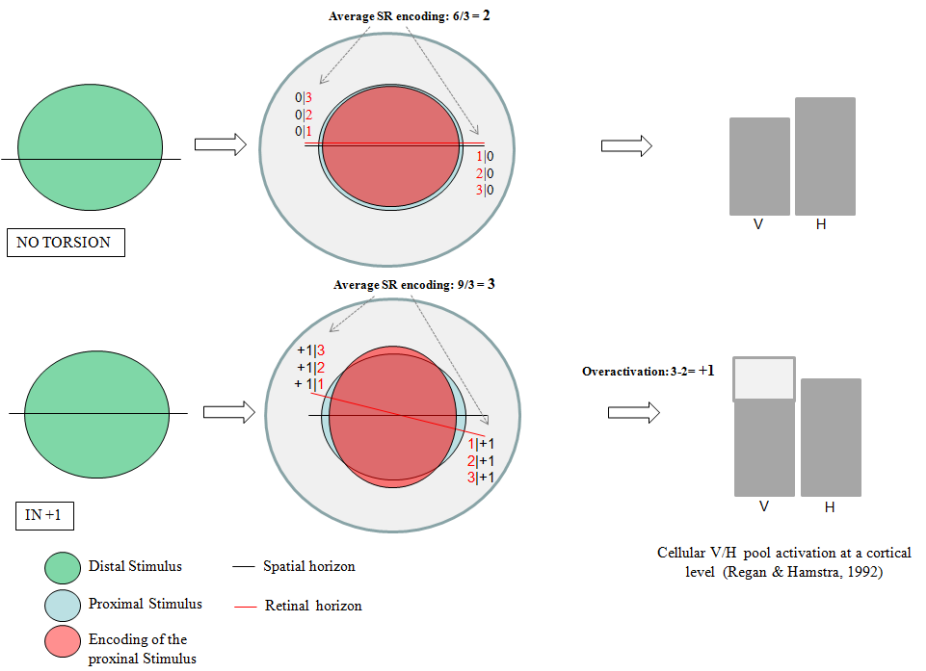 Average SR encoding: 6/3 = 2
0|3
0|2
0|1
1|0
2|0
3|0
V H
NO TORSION
Average SR encoding: 9/3 = 3
+1|3
+1|2
+ 1|1
1|+1
2|+1
3|+1
Overactivation: 3-2= +1
V H
IN +1
Cellular V/H pool activation at a cortical
level (Regan & Hamstra, 1992)
Distal Stimulus
Spatial horizon
Proximal Stimulus
Retinal horizon
Encoding of the
proxinal Stimulus